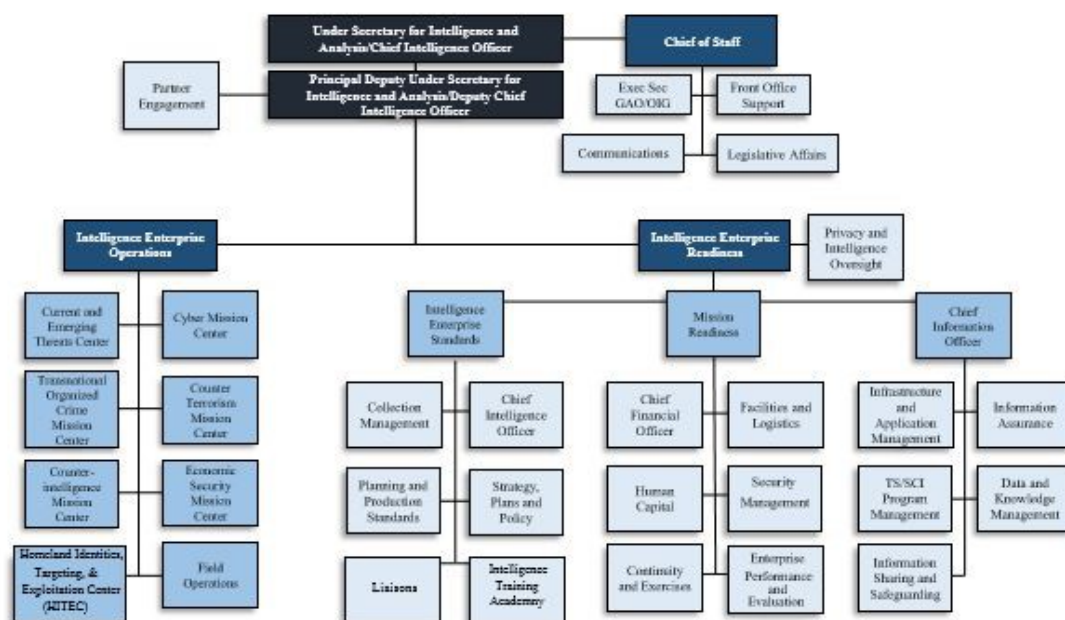 Under Secretary for Intelligence and
Analysis/Chief Intelligence Officer
Chief of Staff
Partner
Engagement
Principal Deputy Under Secretary for
Intelligence and Analysis/Deputy Chief
Intelligence Officer
Exec Sec
GAO/OIG
Front Office
Support
Communications
Legislative Affairs
Intelligence Enterprise
Operations
Intelligence Enterprise
Readiness
Privacy and
Intelligence
Oversight
Current and
Emerging
Threats Center
Cyber Mission
Center
Intelligence
Enterprise
Standards
Mission
Readiness
Chief
Information
Officer
Transnational
Organized
Crime
Mission
Center
Counter
Terrorism
Mission
Center
Collection
Management
Chief
Intelligence
Officer
Chief
Financial
Officer
Facilities and
Logistics
Infrastructure
and
Application
Management
Information
Assurance
Counter-
intelligence
Mission
Center
Economic
Security
Mission
Center
Planning and
Production
Standards
Strategy,
Plans and
Policy
Human
Capital
Security
Management
TS/SCI
Program
Management
Data and
Knowledge
Management
Homeland Identities,
Targeting, &
Exploitation Center
(HITEC)
Field
Operations
Liaisons
Intelligence
Training
Academy
Continuity
and Exercises
Enterprise
Performance
and
Evaluation
Information
Sharing and
Safeguarding